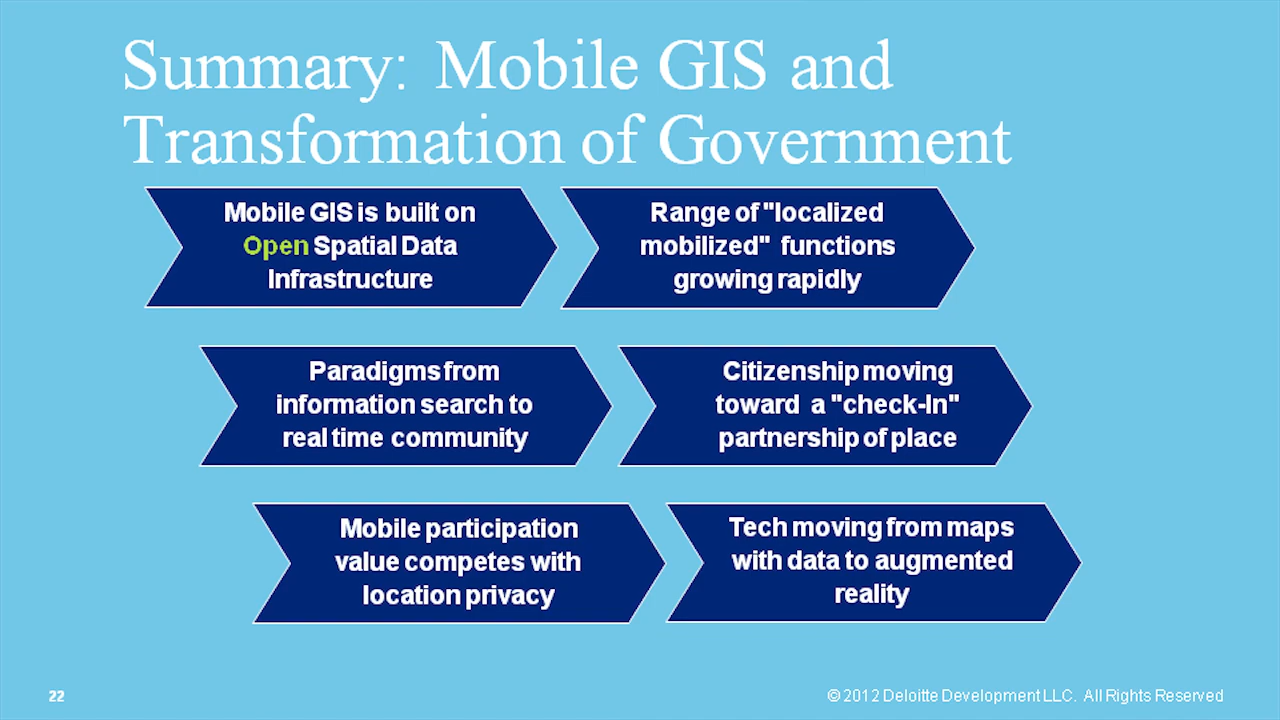 Summary: Mobile GIS and
Transformation of Government
Mobile GIS is built on
Open Spatial Data
Infrastructure
Range of "localized
mobilized" functions
growing rapidly
Paradigms from
information search to
real time community
Citizenship moving
toward a "check-In"
partnership of place
Mobile participation
value competes with
location privacy
Tech moving from maps
with data to augmented
reality
22
© 2012 Deloitte Development LLC. All Rights Reserved